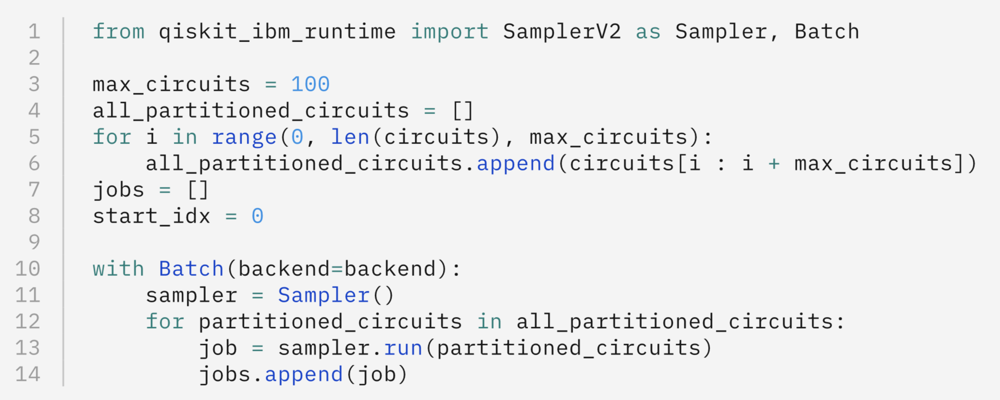 1 from qiskit_ibm_runtime import SamplerV2 as Sampler, Batch
2
3 max_circuits = 100
4 all_partitioned_circuits = []
5 for i in range(0, len(circuits), max_circuits):
6     all_partitioned_circuits.append(circuits[i : i + max_circuits])
7 jobs = []
8 start_idx = 0
9
10 with Batch(backend=backend):
11     sampler = Sampler()
12     for partitioned_circuits in all_partitioned_circuits:
13         job = sampler.run(partitioned_circuits)
14         jobs.append(job)